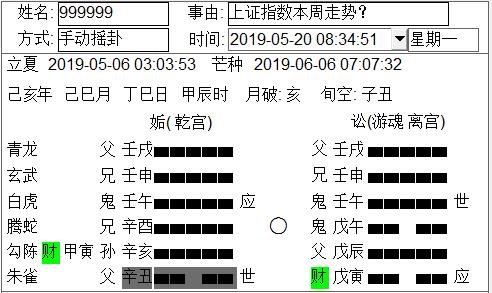 姓名: 999999 事由: 上证指数本周走势?
方式: 手动摇卦 时间: 2019-05-20 08:34:51 星期一
立夏 2019-05-06 03:03:53 芒种 2019-06-06 07:07:32
己亥年 己巳月 丁巳日 甲辰时 月破: 亥 旬空: 子丑
姤(乾宫) 讼(游魂 离宫)
青龙 父 壬戌 父 壬戌
玄武 兄 壬申 兄 壬申
白虎 鬼 壬午 应 鬼 壬午 世
腾蛇 兄 辛酉 〇 鬼 戊午
勾陈 财 甲寅 孙 辛亥 父 戊辰
朱雀 父 辛丑 世 财 戊寅 应